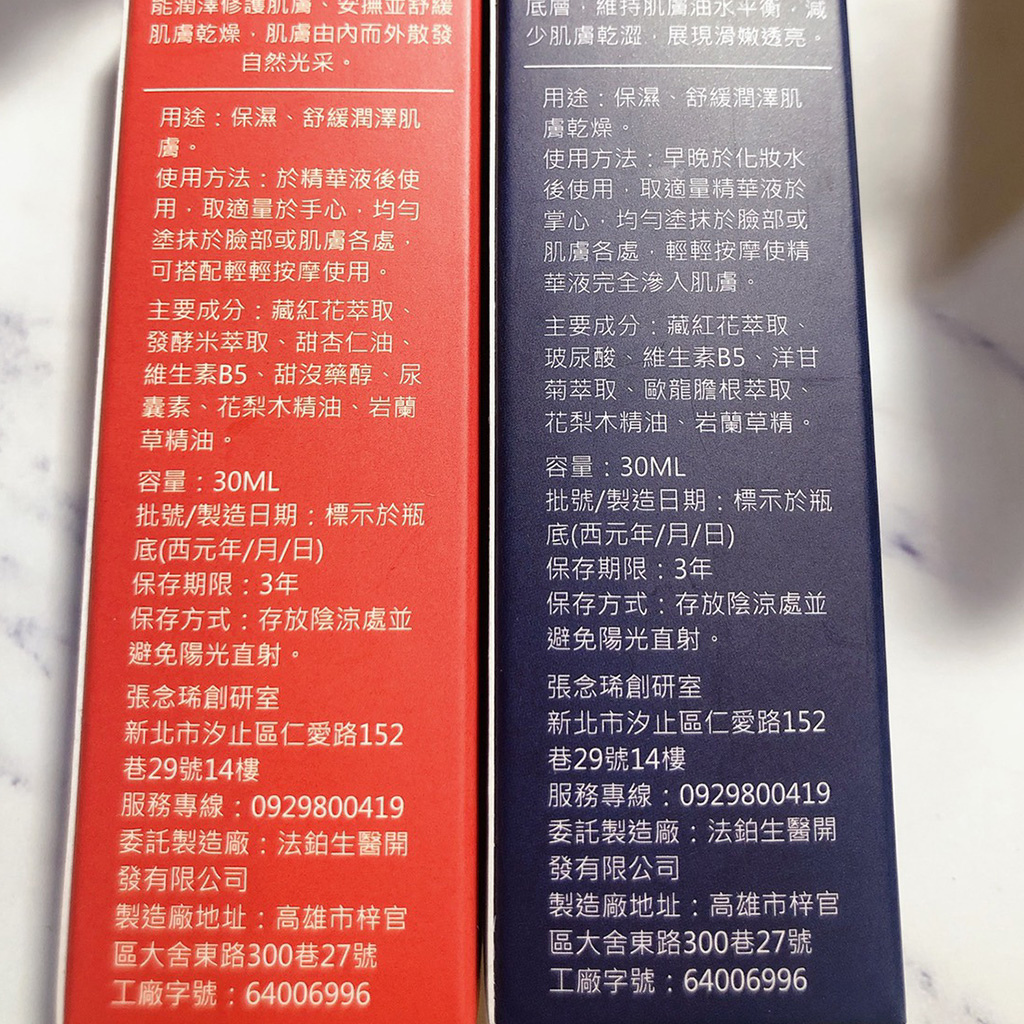 能潤澤修護肌膚、安撫並舒緩
肌膚乾燥，肌膚由內而外散發
自然光采。
用途：保濕、舒緩潤澤肌
膚。
使用方法：於精華液後使
用，取適量於手心，均勻
塗抹於臉部或肌膚各處，
可搭配輕輕按摩使用。
主要成分：藏紅花萃取、
發酵米萃取、甜杏仁油、
維生素B5、甜沒藥醇、尿
囊素、花梨木精油、岩蘭
草精油。
容量：30ML
批號/製造日期：標示於瓶
底(西元年/月/日)
保存期限：3年
保存方式：存放陰涼處並
避免陽光直射。
張念琋創研室
新北市汐止區仁愛路152
巷29號14樓
服務專線：0929800419
委託製造廠：法鉑生醫開
發有限公司
製造廠地址：高雄市梓官
區大舍東路300巷27號
工廠字號：64006996
底層，維持肌膚油水平衡，減
少肌膚乾澀，展現滑嫩透亮。
用途：保濕、舒緩潤澤肌
膚乾燥。
使用方法：早晚於化妝水
後使用，取適量精華液於
掌心，均勻塗抹於臉部或
肌膚各處，輕輕按摩使精
華液完全滲入肌膚。
主要成分：藏紅花萃取、
玻尿酸、維生素B5、洋甘
菊萃取、歐龍膽根萃取、
花梨木精油、岩蘭草精。
容量：30ML
批號/製造日期：標示於瓶
底(西元年/月/日)
保存期限：3年
保存方式：存放陰涼處並
避免陽光直射。
張念琋創研室
新北市汐止區仁愛路152
巷29號14樓
服務專線：0929800419
委託製造廠：法鉑生醫開
發有限公司
製造廠地址：高雄市梓官
區大舍東路300巷27號
工廠字號：64006996